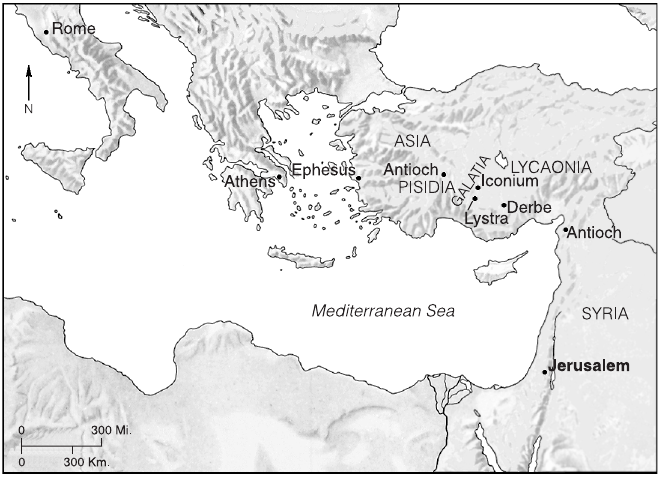 Rome
N
ASIA
GALATIA
LYCAONIA
Athens
Ephesus
Antioch
PISIDIA
Iconium
Lystra
Derbe
Antioch
Mediterranean Sea
SYRIA
Jerusalem
0 300 Mi.
0 300 Km.